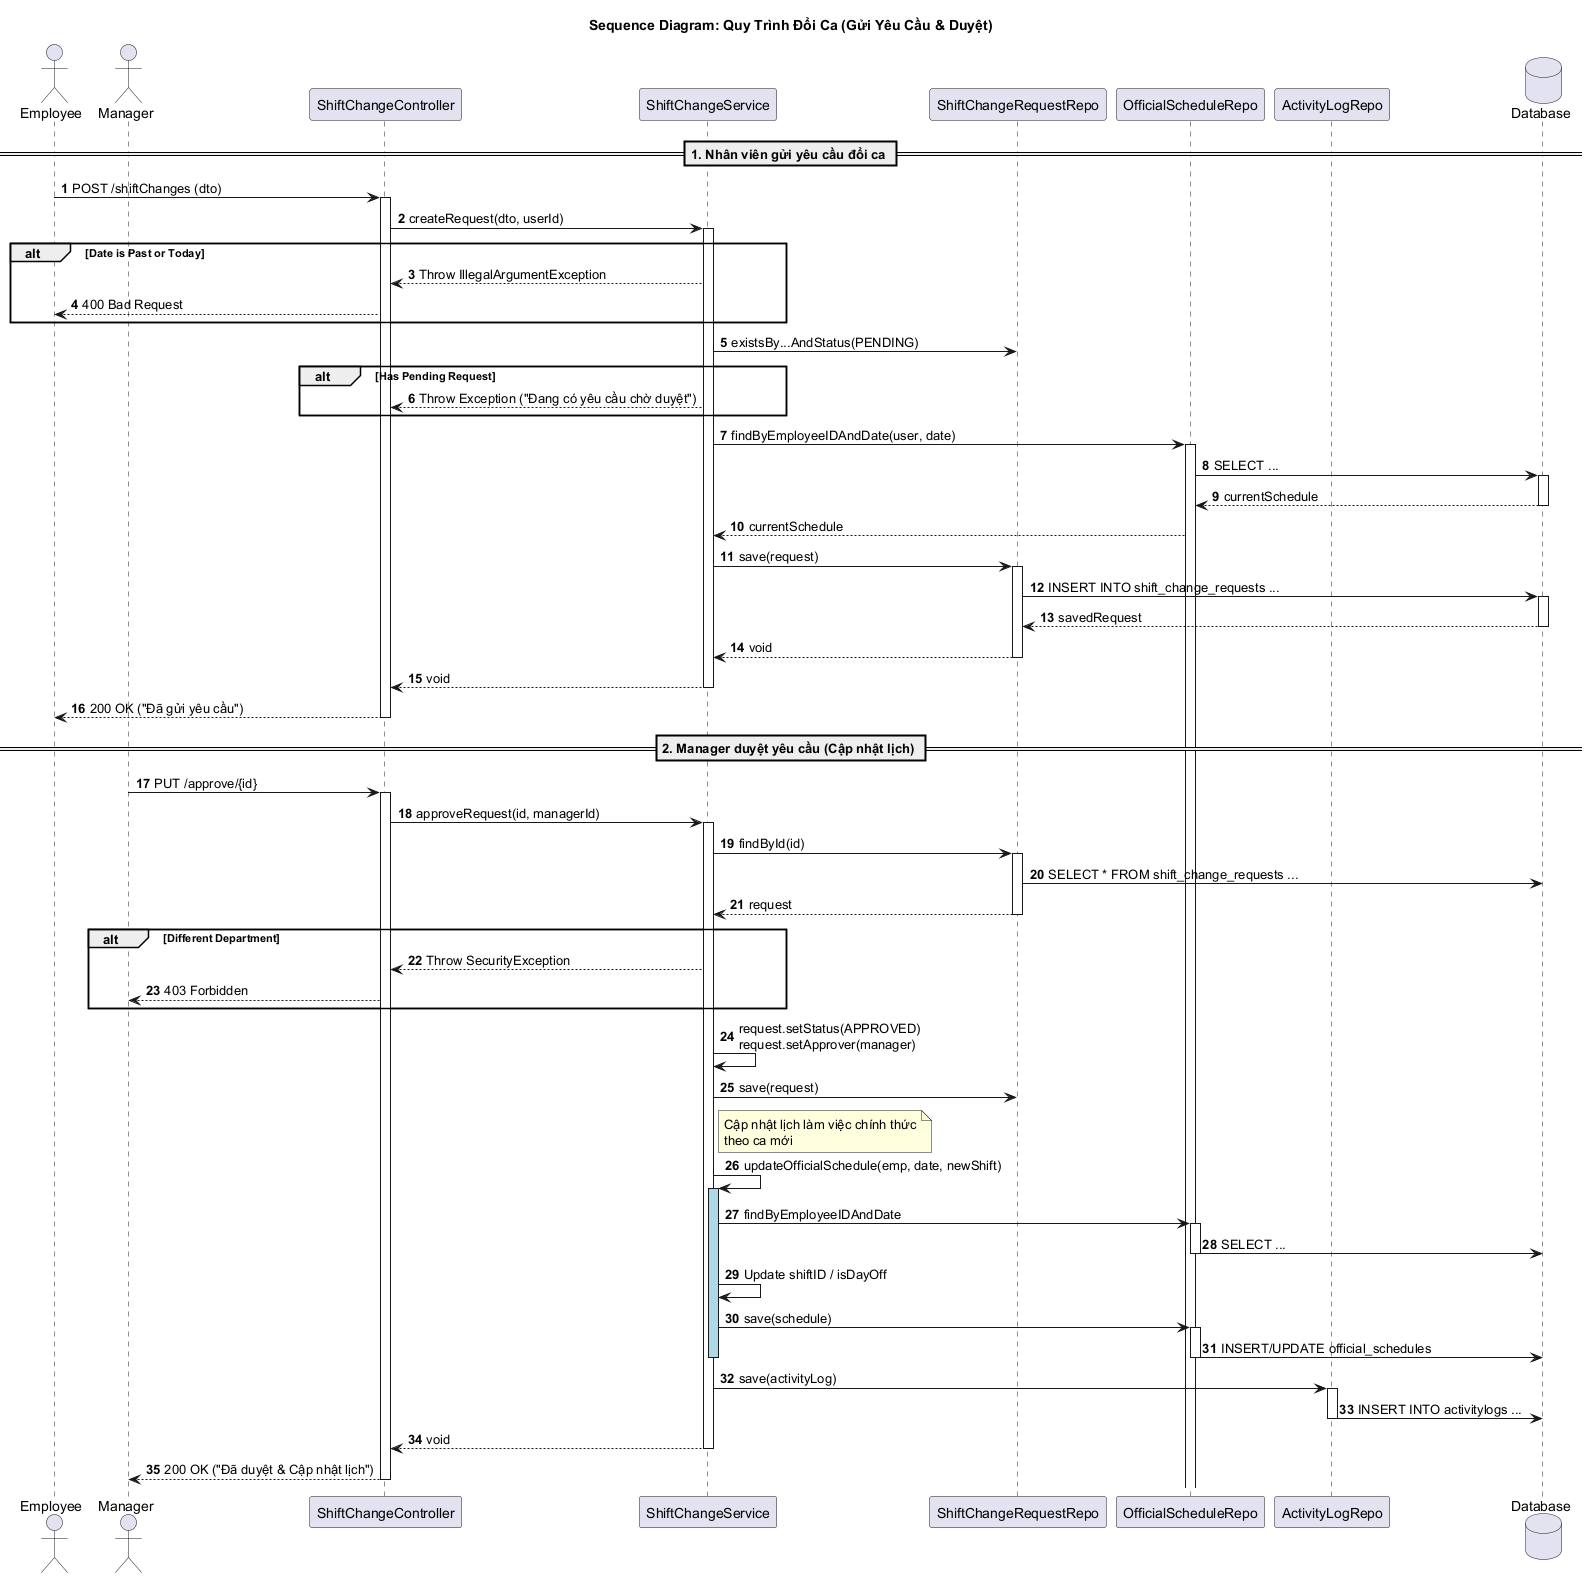 Sequence Diagram: Quy Trình Đổi Ca (Gửi Yêu Cầu & Duyệt)
Employee
Manager
ShiftChangeController
ShiftChangeService
ShiftChangeRequestRepo
OfficialScheduleRepo
ActivityLogRepo
Database
1. Nhân viên gửi yêu cầu đổi ca
1 POST /shiftChanges (dto)
2 createRequest(dto, userId)
alt [Date is Past or Today]
3 Throw IllegalArgumentException
4 400 Bad Request
5 existsBy...AndStatus(PENDING)
alt [Has Pending Request]
6 Throw Exception ("Đang có yêu cầu chờ duyệt")
7 findByEmployeeIDAndDate(user, date)
8 SELECT ...
9 currentSchedule
10 currentSchedule
11 save(request)
12 INSERT INTO shift_change_requests ...
13 savedRequest
14 void
15 void
16 200 OK ("Đã gửi yêu cầu")
2. Manager duyệt yêu cầu (Cập nhật lịch)
17 PUT /approve/{id}
18 approveRequest(id, managerId)
19 findById(id)
20 SELECT * FROM shift_change_requests ...
21 request
alt [Different Department]
22 Throw SecurityException
23 403 Forbidden
24 request.setStatus(APPROVED)
request.setApprover(manager)
25 save(request)
Cập nhật lịch làm việc chính thức
theo ca mới
26 updateOfficialSchedule(emp, date, newShift)
27 findByEmployeeIDAndDate
28 SELECT ...
29 Update shiftID / isDayOff
30 save(schedule)
31 INSERT/UPDATE official_schedules
32 save(activityLog)
33 INSERT INTO activitylogs ...
34 void
35 200 OK ("Đã duyệt & Cập nhật lịch")
Employee
Manager
ShiftChangeController
ShiftChangeService
ShiftChangeRequestRepo
OfficialScheduleRepo
ActivityLogRepo
Database